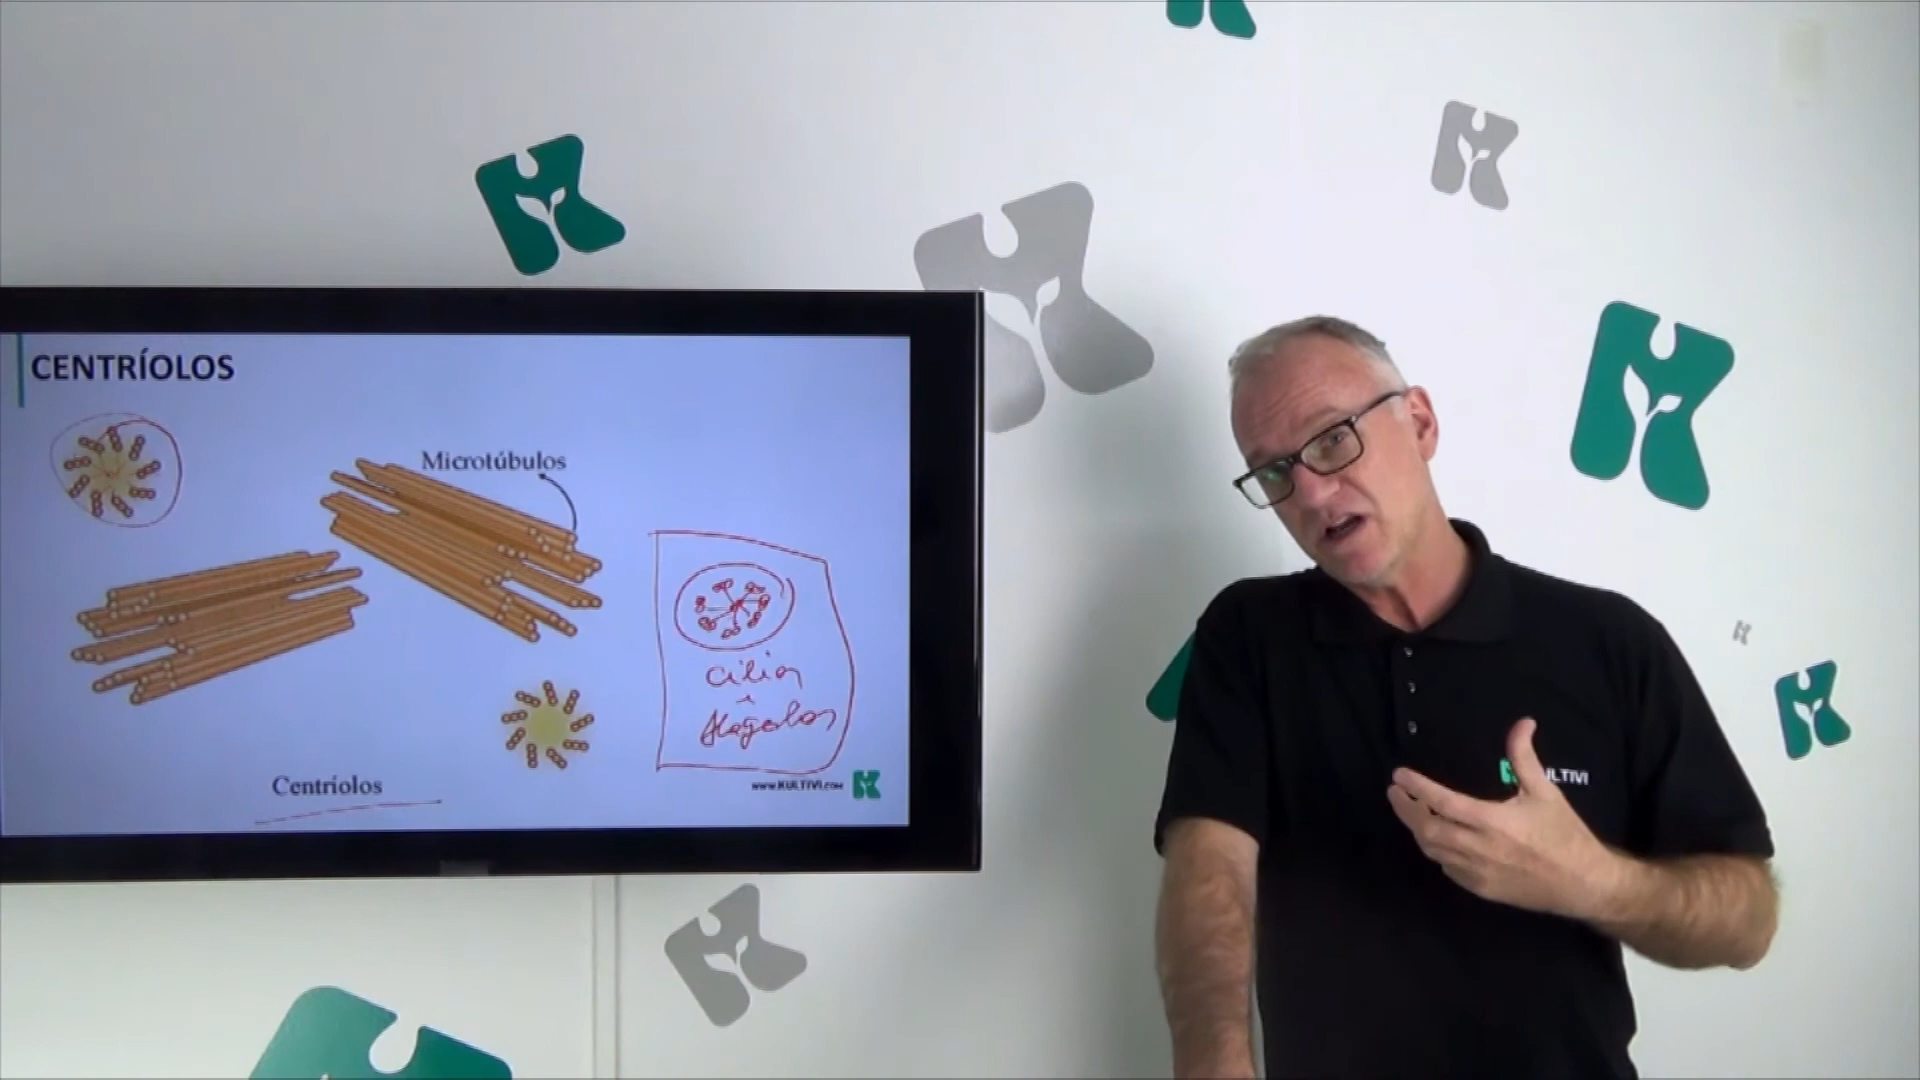 CENTRÍOLOS
Microtúbulos
cílios
e
flagelos
Centríolos
www.KULTIVI.com
KULTIVI